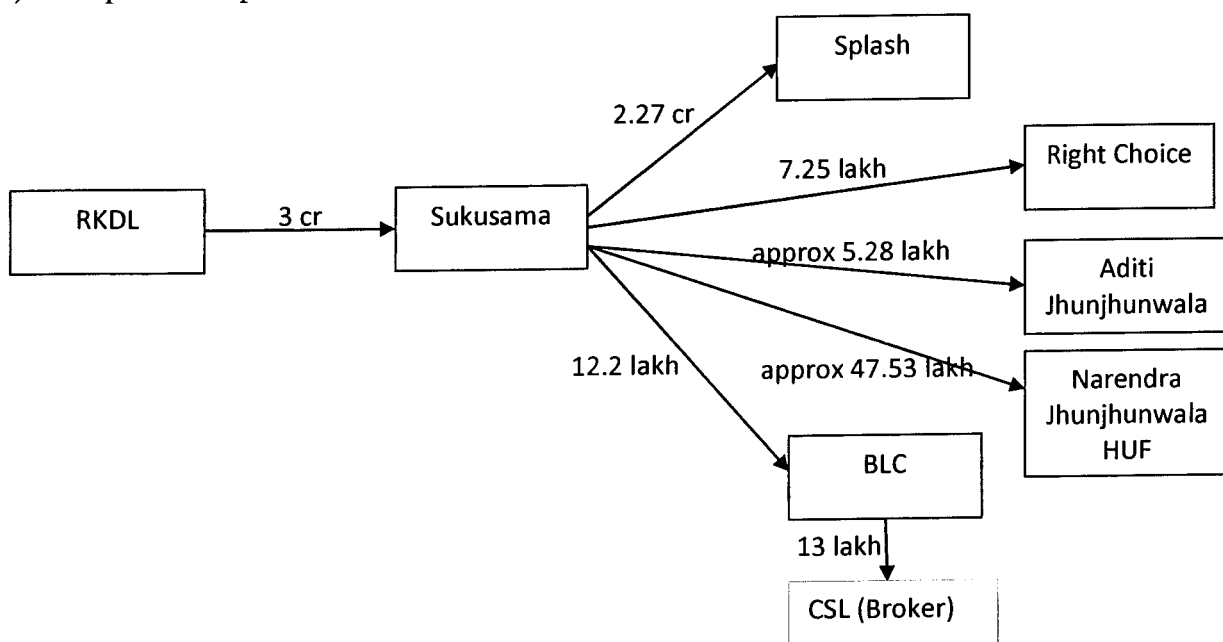 Splash
2.27 cr
Right Choice
7.25 lakh
RKDL
3 cr
Sukusama
approx 5.28 lakh
Aditi
Jhunjhunwala
12.2 lakh
approx 47.53 lakh
Narendra
Jhunjhunwala
HUF
BLC
13 lakh
CSL (Broker)